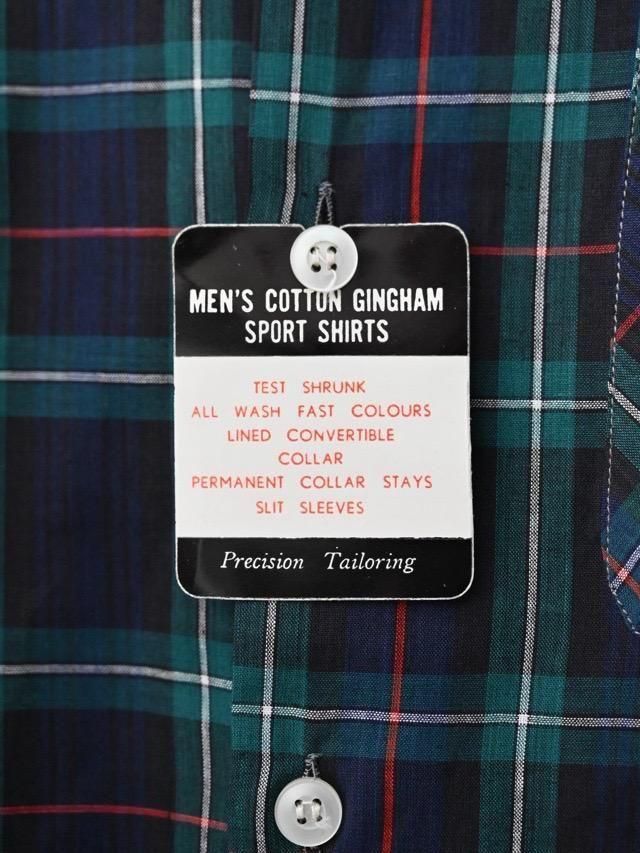 MEN'S COTTON GINGHAM
SPORT SHIRTS
TEST SHRUNK
ALL WASH FAST COLOURS
LINED CONVERTIBLE
COLLAR
PERMANENT COLLAR STAYS
SLIT SLEEVES
Precision Tailoring